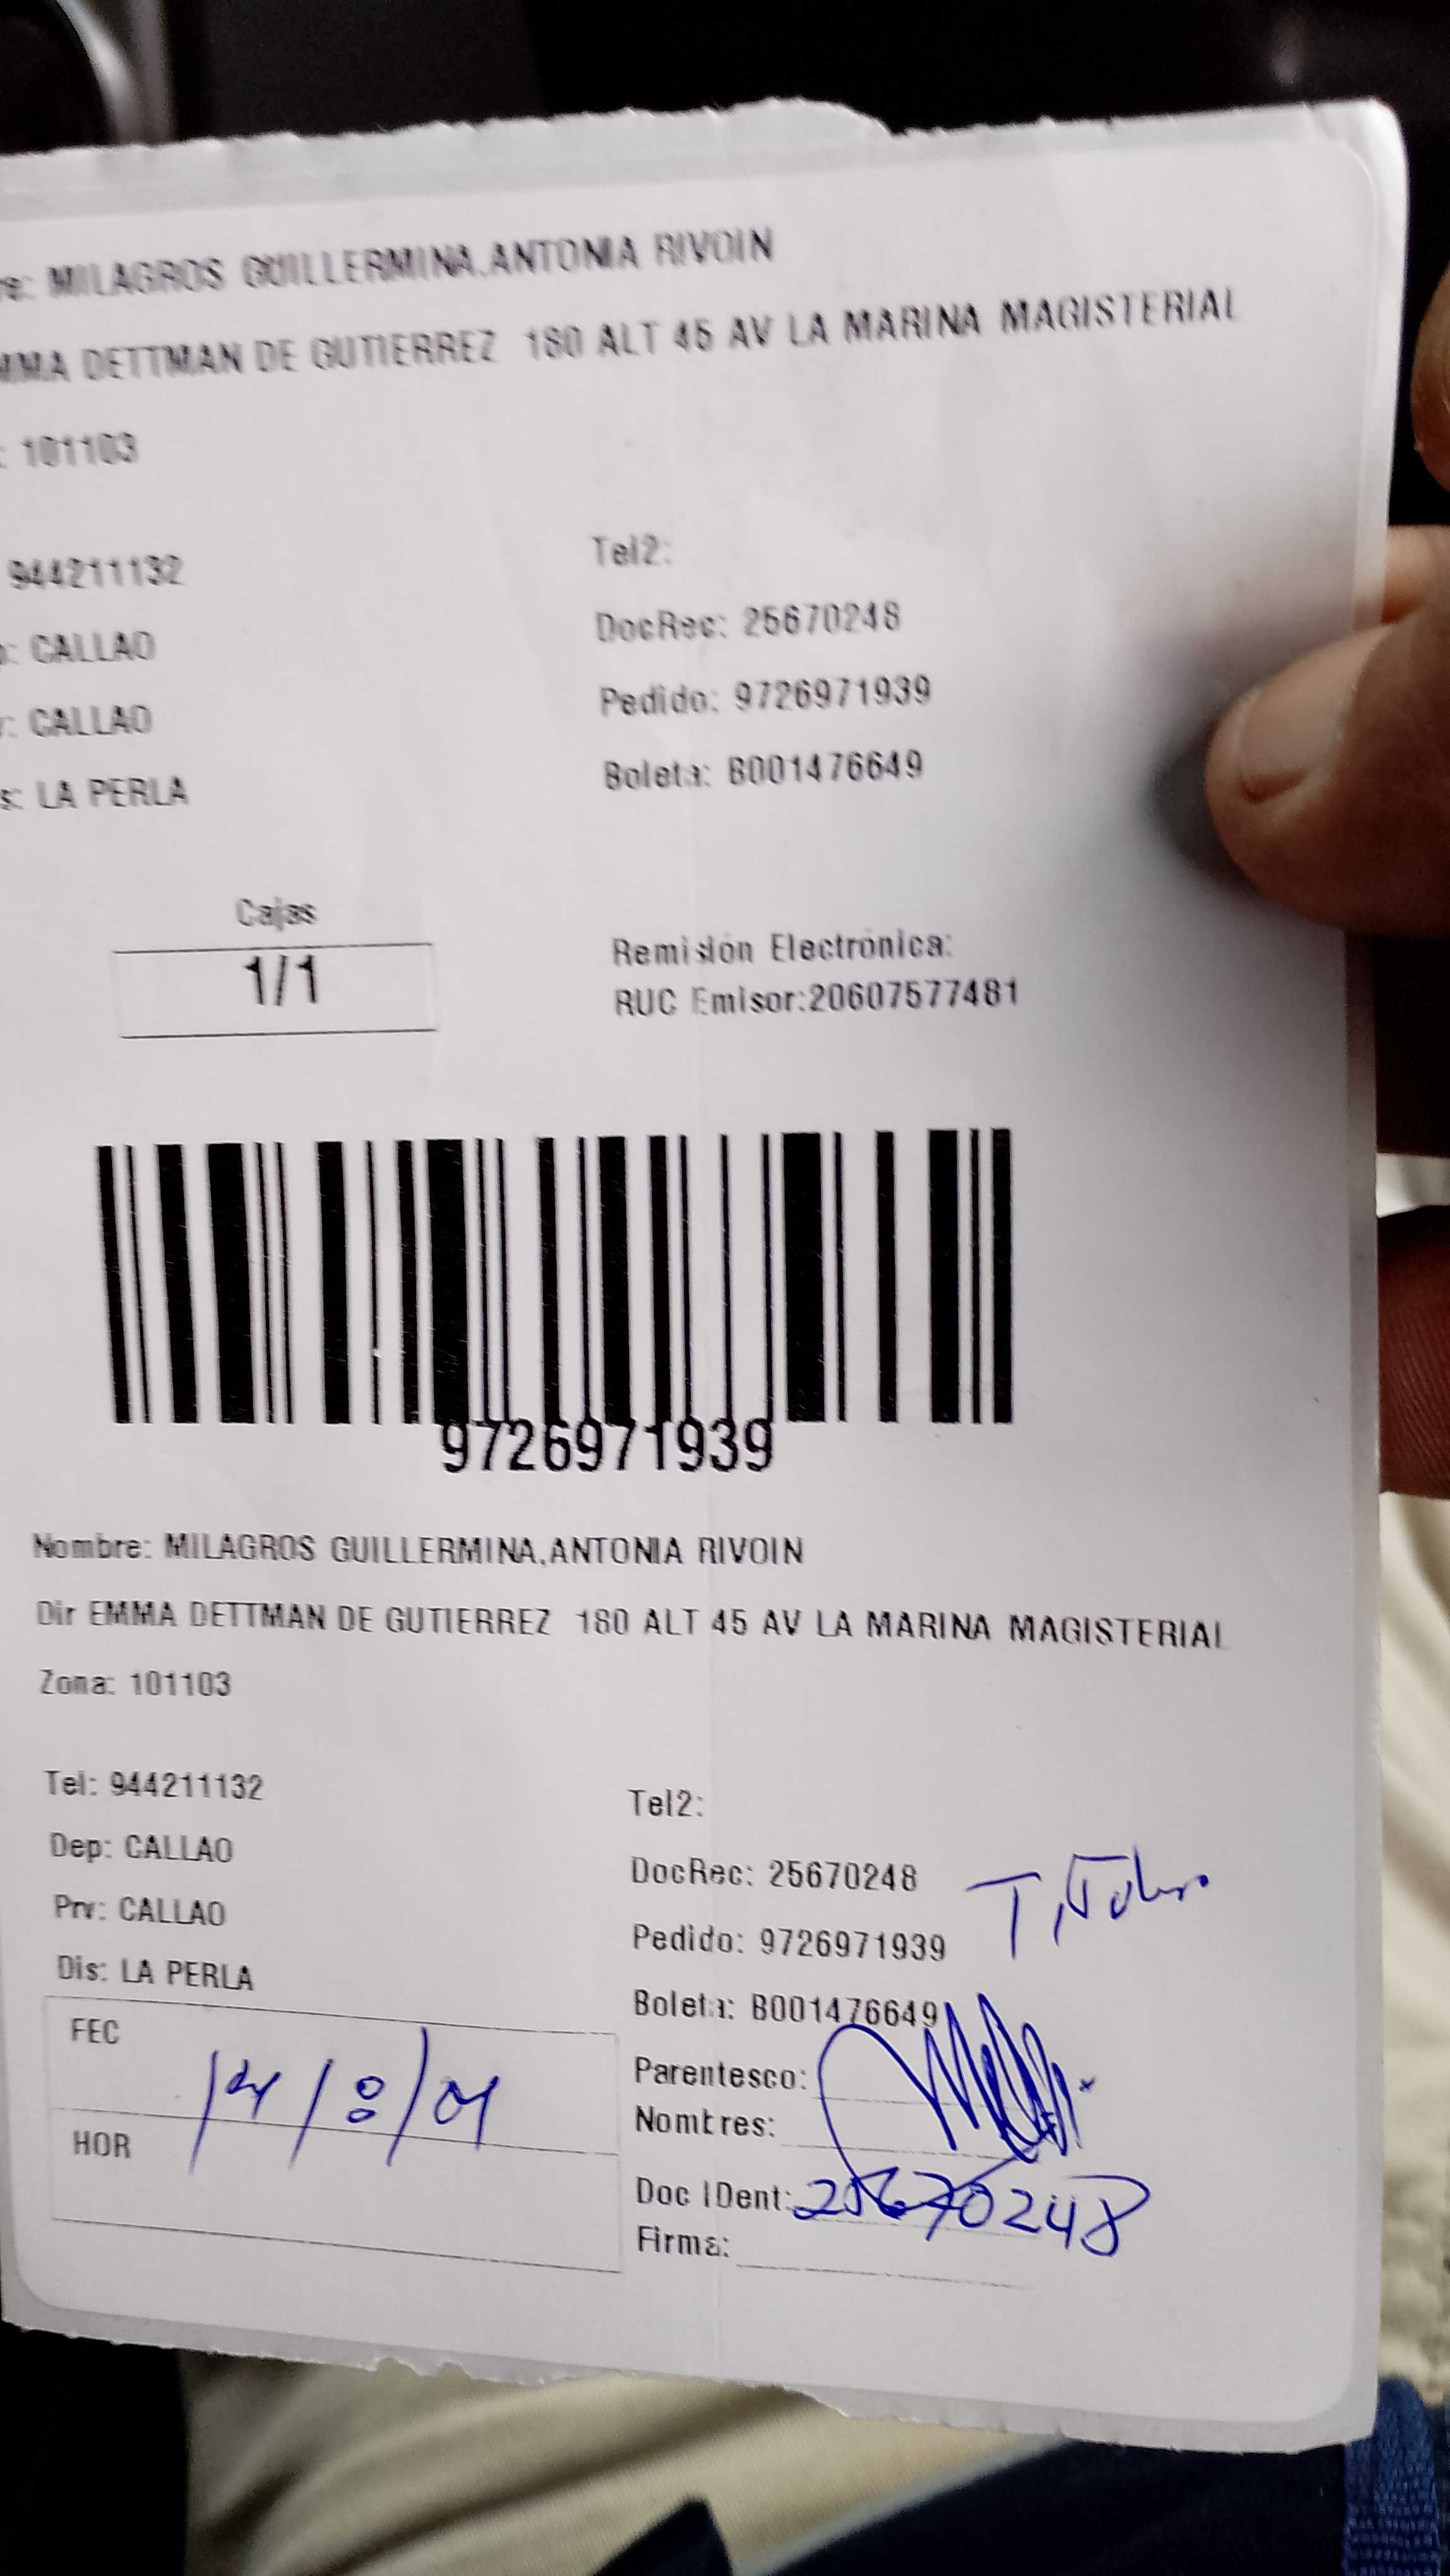 re: MILAGROS GUILLERMINA.ANTONIA RIVOIN
MMA DETTMAN DE GUTIERREZ 180 ALT 45 AV LA MARINA MAGISTERIAL
: 101103
944211132
Tel2:
DocRec: 25670248
p: CALLAO
Pedido: 9726971939
v: CALLAO
Boleta: B001476649
s: LA PERLA
Cajas
1/1
Remisión Electrónica:
RUC Emisor:20607577481
9726971939
Nombre: MILAGROS GUILLERMINA.ANTONIA RIVOIN
Dir EMMA DETTMAN DE GUTIERREZ 180 ALT 45 AV LA MARINA MAGISTERIAL
Zona: 101103
Tel: 944211132
Tel2:
Dep: CALLAO
DocRec: 25670248
Prv: CALLAO
Pedido: 9726971939
Dis: LA PERLA
Boleta: B001476649
FEC
Parentesco:
Nombres:
HOR
Doc IDent: 25670248
Firma: